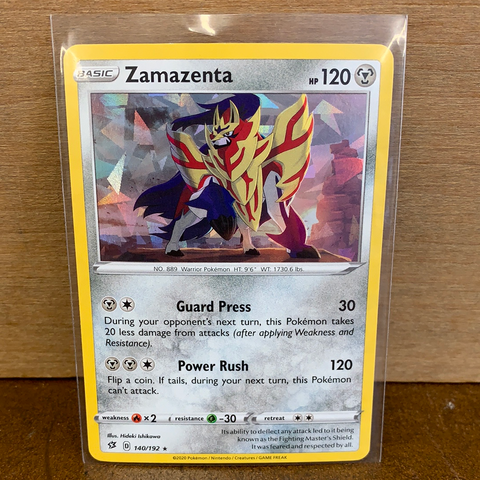 BASIC Zamazenta HP 120
NO. 889 Warrior Pokémon HT: 9'6" WT: 1730.6 lbs.
Guard Press 30
During your opponent's next turn, this Pokémon takes
20 less damage from attacks (after applying Weakness and
Resistance).
Power Rush 120
Flip a coin. If tails, during your next turn, this Pokémon
can't attack.
weakness ×2 resistance -30 retreat
Illus. Hideki Ishikawa
Its ability to deflect any attack led to it being
known as the Fighting Master's Shield.
It was feared and respected by all.
D 140/192 ★
©2020 Pokémon / Nintendo / Creatures / GAME FREAK